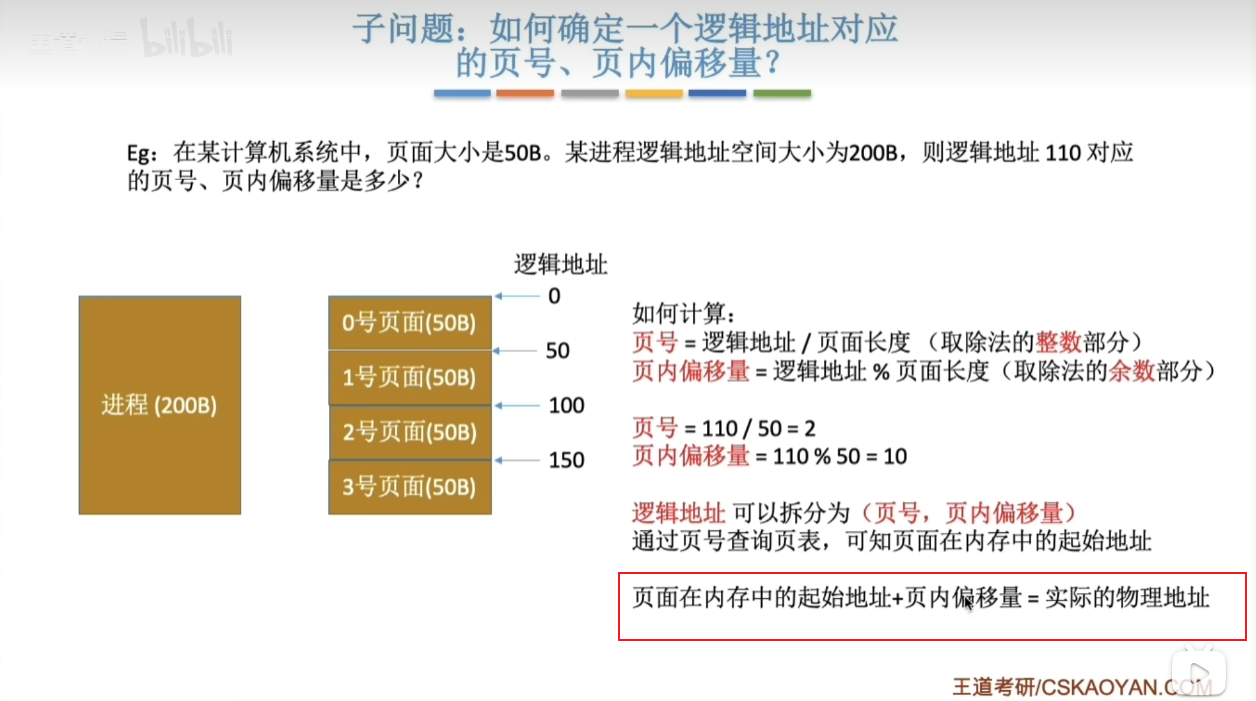 bilibili
子问题：如何确定一个逻辑地址对应
的页号、页内偏移量？
Eg：在某计算机系统中，页面大小是50B。某进程逻辑地址空间大小为200B，则逻辑地址 110 对应
的页号、页内偏移量是多少？
逻辑地址
进程 (200B)
0号页面(50B)
1号页面(50B)
2号页面(50B)
3号页面(50B)
0
50
100
150
如何计算：
页号 = 逻辑地址 / 页面长度 （取除法的整数部分）
页内偏移量 = 逻辑地址 % 页面长度（取除法的余数部分）
页号 = 110 / 50 = 2
页内偏移量 = 110 % 50 = 10
逻辑地址 可以拆分为（页号，页内偏移量）
通过页号查询页表，可知页面在内存中的起始地址
页面在内存中的起始地址+页内偏移量 = 实际的物理地址
王道考研/CSKAOYAN.COM